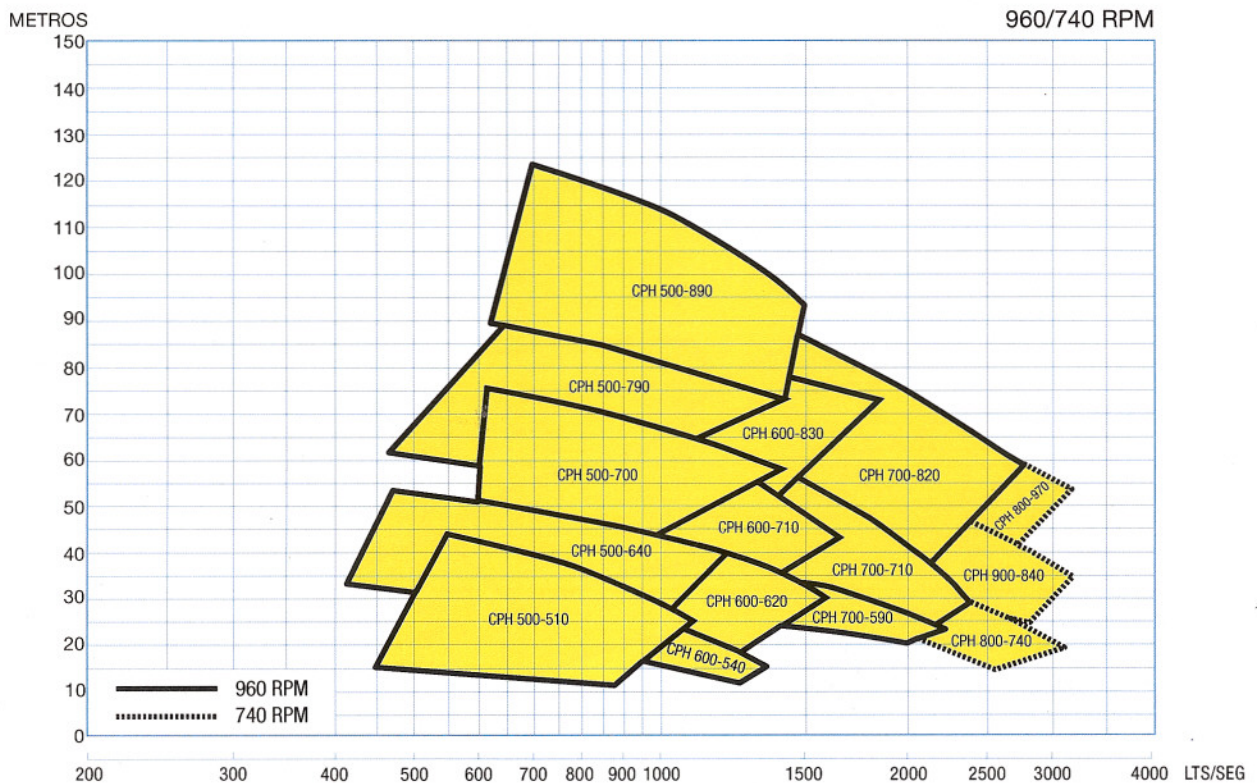 METROS
960/740 RPM
150
140
130
120
110
100
90
80
70
60
50
40
30
20
10
0
CPH 500-890
CPH 500-790
CPH 600-830
CPH 500-700
CPH 700-820
CPH 800-970
CPH 600-710
CPH 500-640
CPH 700-710
CPH 900-840
CPH 600-620
CPH 500-510
CPH 700-590
CPH 800-740
CPH 600-540
960 RPM
740 RPM
200 300 400 500 600 700 800 900 1000 1500 2000 2500 3000 4000 LTS/SEG